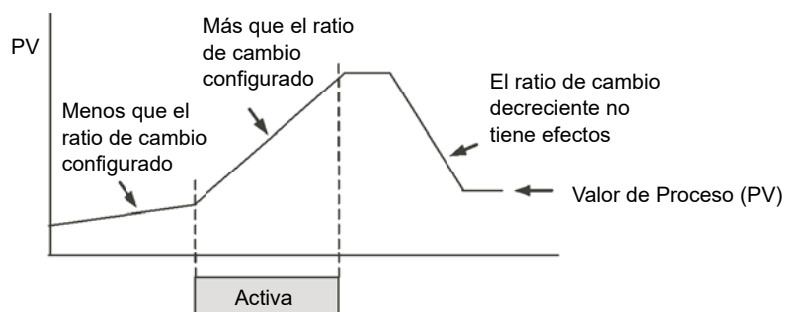 PV
Menos que el
ratio de cambio
configurado
Más que el ratio
de cambio
configurado
El ratio de cambio
decreciente no
tiene efectos
Valor de Proceso (PV)
Activa